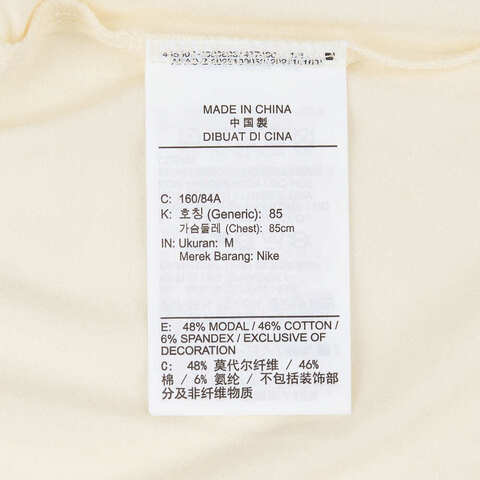 MADE IN CHINA
中国製
DIBUAT DI CINA
C: 160/84A
K: 호칭 (Generic): 85
가슴둘레 (Chest): 85cm
IN: Ukuran: M
Merek Barang: Nike
E: 48% MODAL / 46% COTTON /
6% SPANDEX / EXCLUSIVE OF
DECORATION
C: 48% 莫代尔纤维 / 46%
棉 / 6% 氨纶 / 不包括装饰部
分及非纤维物质